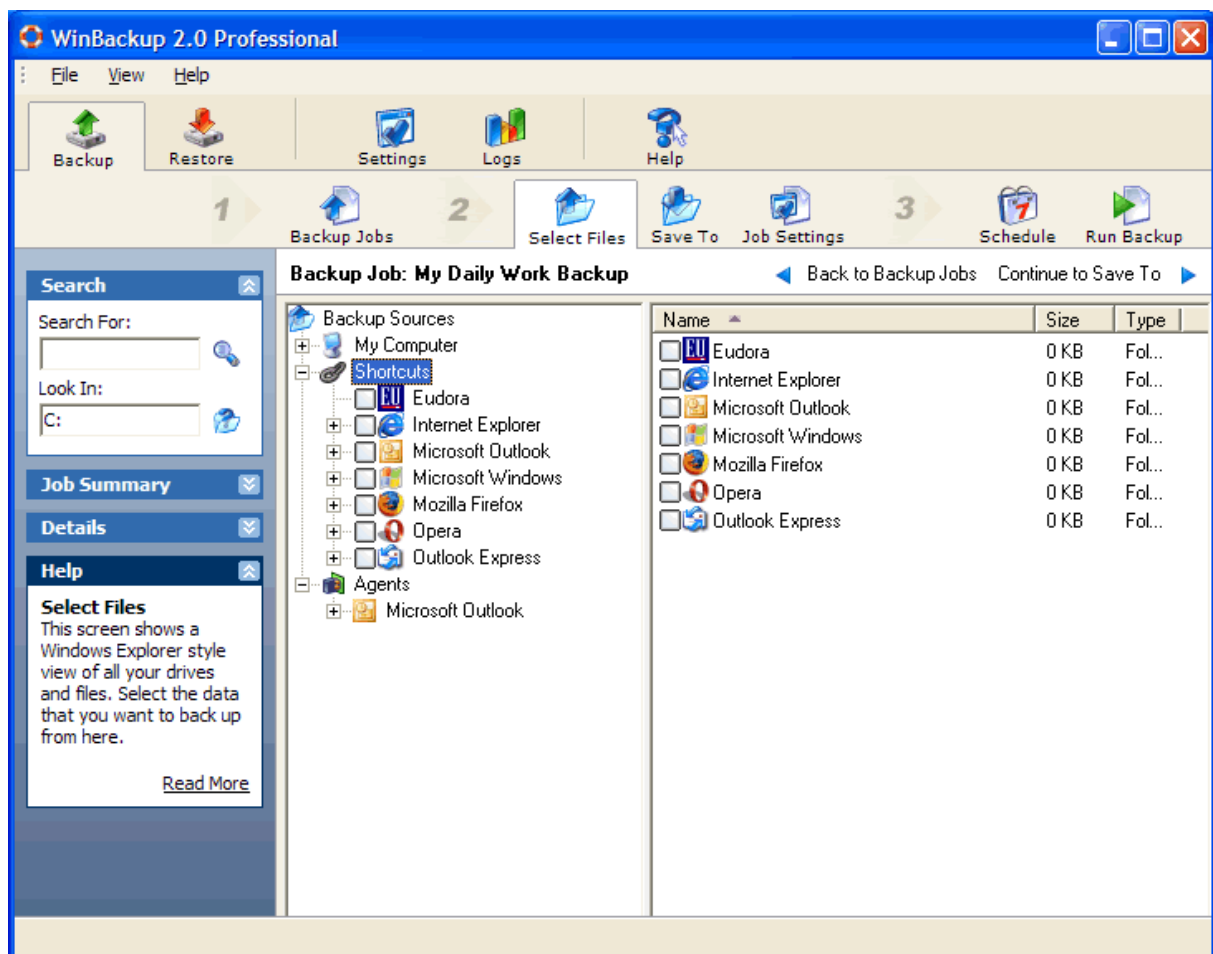 WinBackup 2.0 Professional
File View Help
Backup Restore Settings Logs Help
1 Backup Jobs 2 Select Files Save To Job Settings 3 Schedule Run Backup
Backup Job: My Daily Work Backup Back to Backup Jobs Continue to Save To
Search
Search For:
Look In:
C:
Job Summary
Details
Help
Select Files
This screen shows a
Windows Explorer style
view of all your drives
and files. Select the data
that you want to back up
from here.
Read More
Backup Sources
My Computer
Shortcuts
EU Eudora
Internet Explorer
Microsoft Outlook
Microsoft Windows
Mozilla Firefox
Opera
Outlook Express
Agents
Microsoft Outlook
Name Size Type
EU Eudora 0 KB Fol...
Internet Explorer 0 KB Fol...
Microsoft Outlook 0 KB Fol...
Microsoft Windows 0 KB Fol...
Mozilla Firefox 0 KB Fol...
Opera 0 KB Fol...
Outlook Express 0 KB Fol...